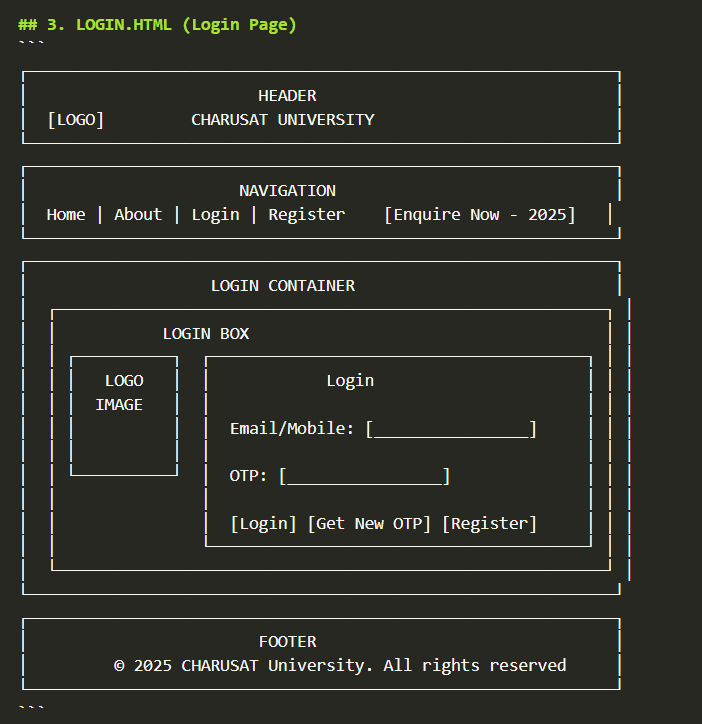 ## 3. LOGIN.HTML (Login Page)
```
HEADER
[LOGO] CHARUSAT UNIVERSITY
NAVIGATION
Home | About | Login | Register [Enquire Now - 2025]
LOGIN CONTAINER
LOGIN BOX
LOGO Login
IMAGE
Email/Mobile: [________________]
OTP: [________________]
[Login] [Get New OTP] [Register]
FOOTER
© 2025 CHARUSAT University. All rights reserved
```